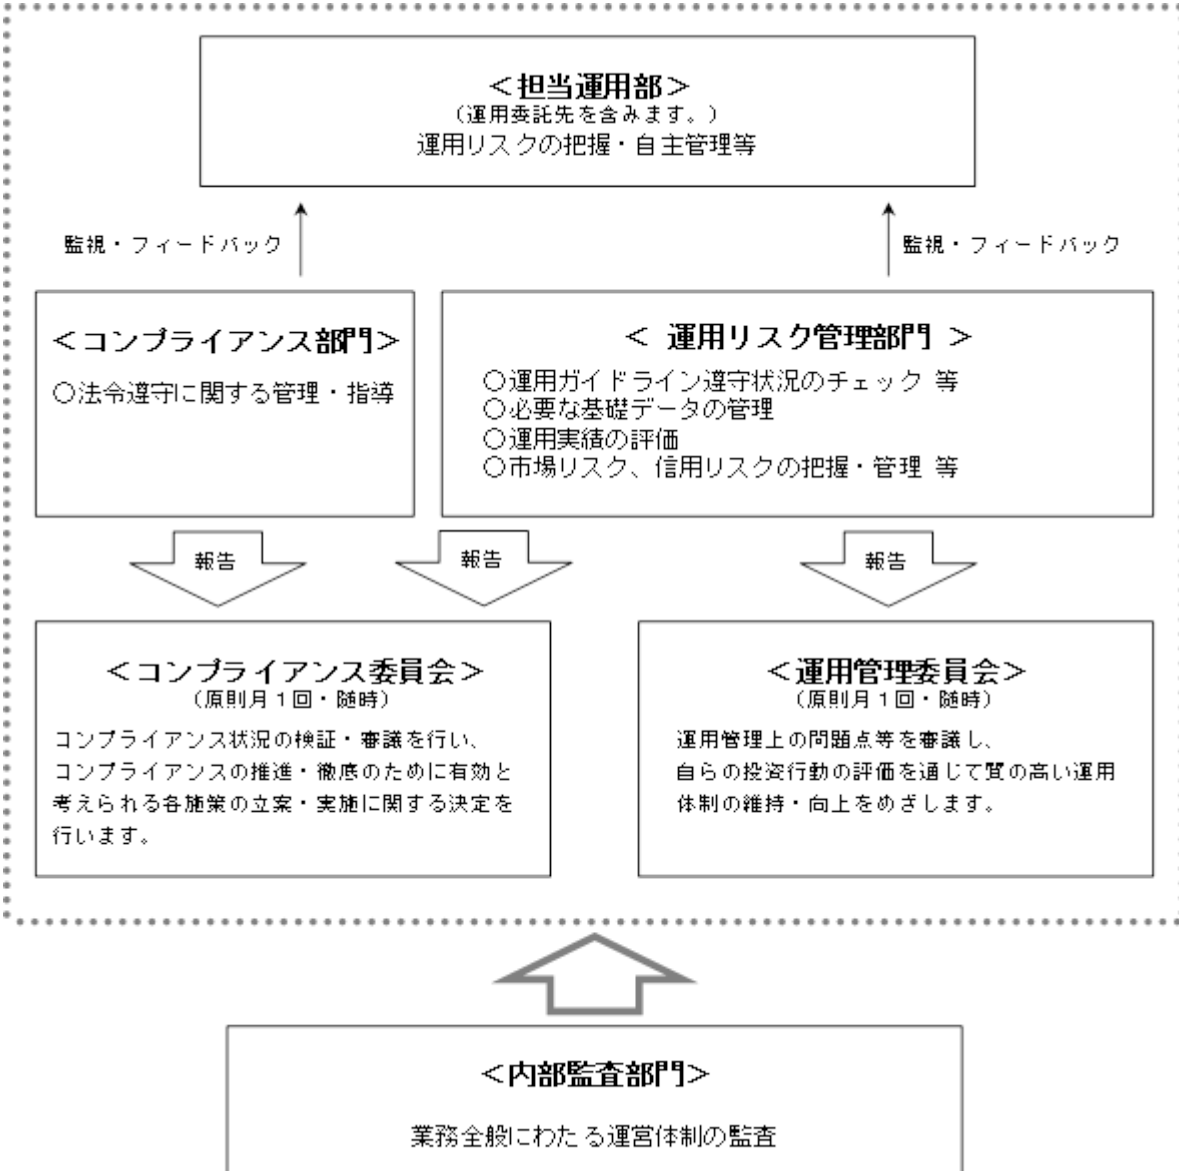 ＜担当運用部＞
（運用委託先を含みます。）
運用リスクの把握・自主管理等
監視・フィードバック
監視・フィードバック
＜コンプライアンス部門＞
○法令遵守に関する管理・指導
＜ 運用リスク管理部門 ＞
○運用ガイドライン遵守状況のチェック 等
○必要な基礎データの管理
○運用実績の評価
○市場リスク、信用リスクの把握・管理 等
報告
報告
報告
＜コンプライアンス委員会＞
（原則月１回・随時）
コンプライアンス状況の検証・審議を行い、
コンプライアンスの推進・徹底のために有効と
考えられる各施策の立案・実施に関する決定を
行います。
＜運用管理委員会＞
（原則月１回・随時）
運用管理上の問題点等を審議し、
自らの投資行動の評価を通じて質の高い運用
体制の維持・向上をめざします。
＜内部監査部門＞
業務全般にわたる運営体制の監査